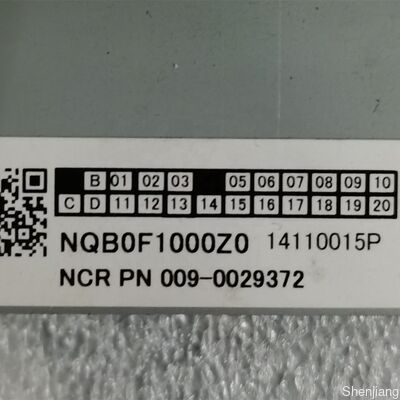 B 01 02 03 05 06 07 08 09 10
C D 11 12 13 14 15 16 17 18 19 20
NQB0F1000Z0 14110015P
NCR PN 009-0029372
Shenjiang